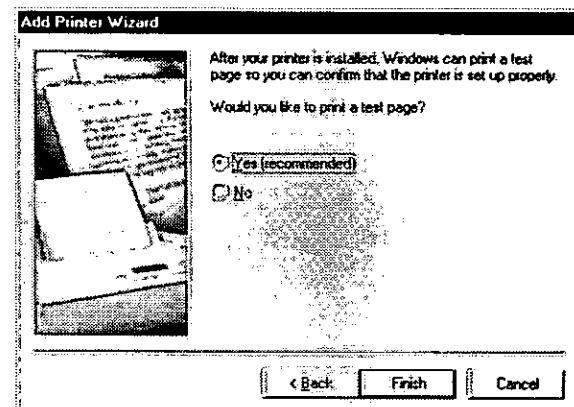 Add Printer Wizard
After your printer is installed, Windows can print a test
page so you can confirm that the printer is set up properly.
Would you like to print a test page?
Yes (recommended)
No
< Back Finish Cancel